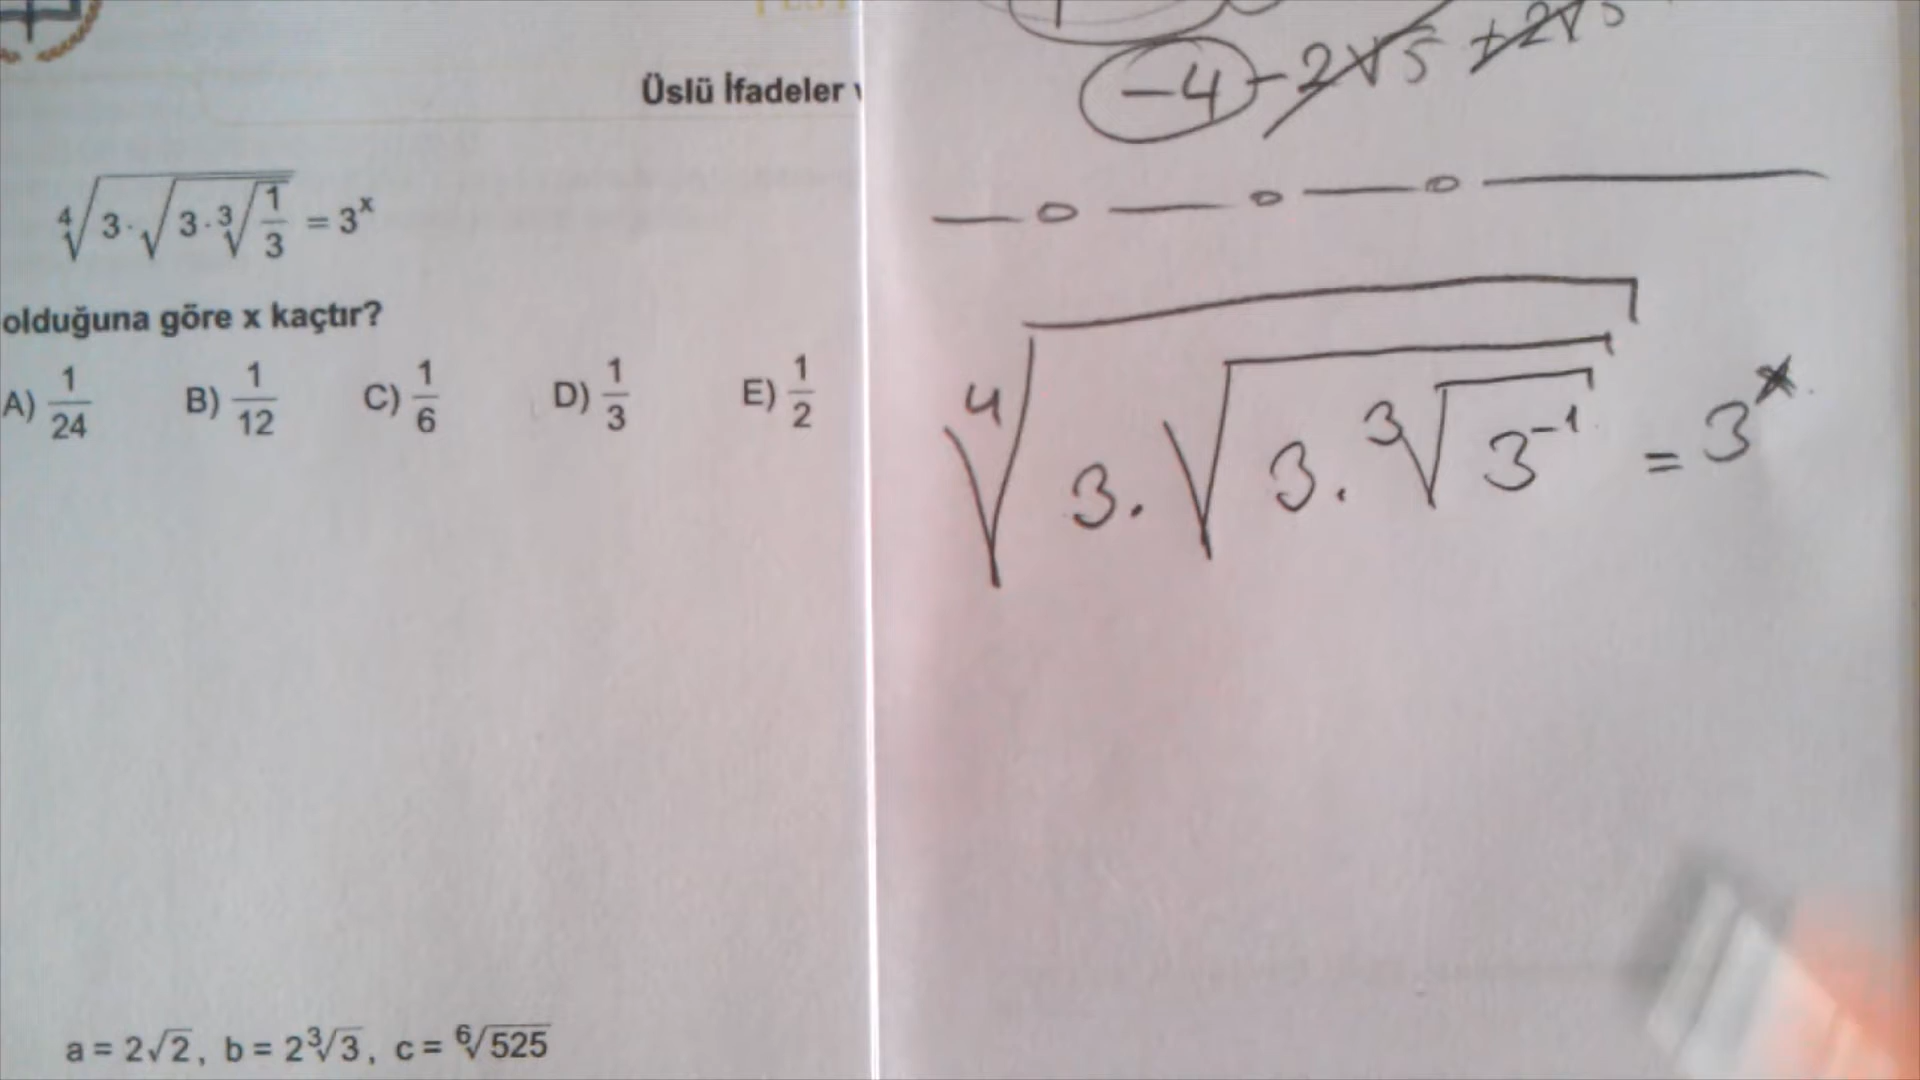 Üslü İfadeler
⁴√(3·√(3·³√(1/3))) = 3ˣ
olduğuna göre x kaçtır?
A) 1/24 B) 1/12 C) 1/6 D) 1/3 E) 1/2
a = 2√2, b = 2³√3, c = ⁶√525
-4 - 2√5 + 2√5
⁴√(3.√(3.³√(3⁻¹))) = 3ˣ